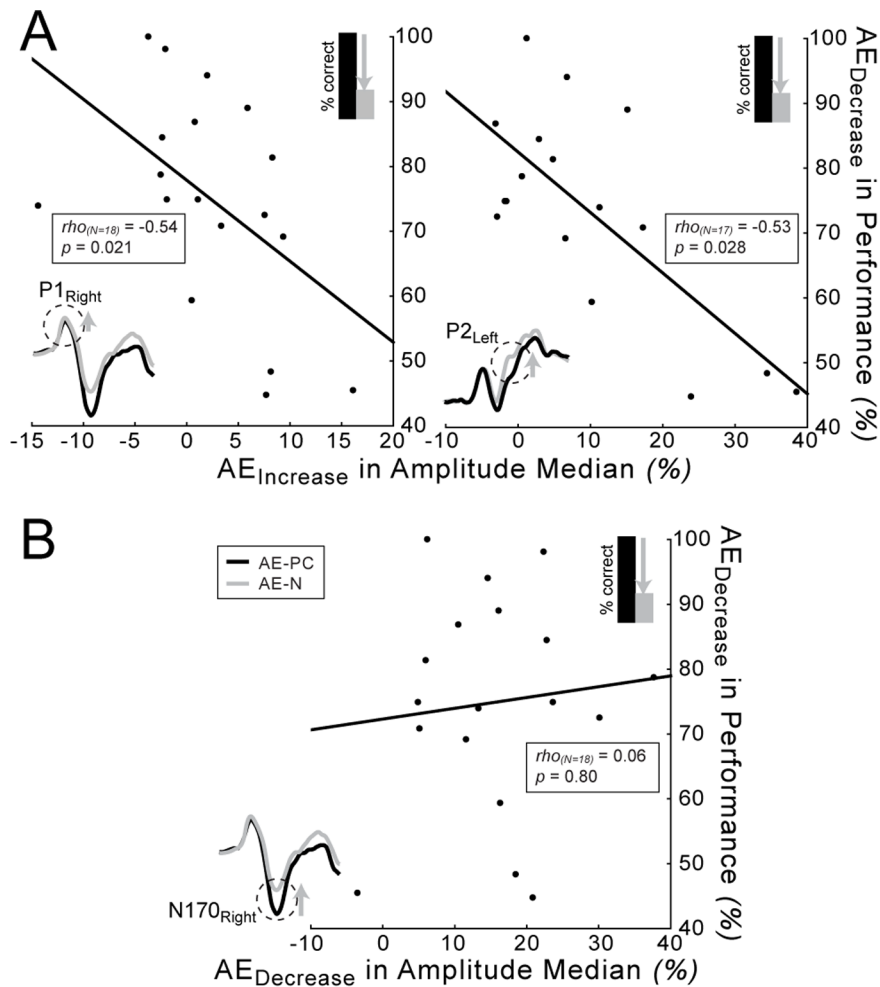 A
% correct
100
90
80
70
60
50
40
rho(N=18) = -0.54
p = 0.021
P1Right
-15
-10
-5
0
5
10
15
20
% correct
100
90
80
70
60
50
40
rho(N=17) = -0.53
p = 0.028
P2Left
-10
0
10
20
30
40
AEDecrease in Performance (%)
AEIncrease in Amplitude Median (%)
B
AE-PC
AE-N
% correct
100
90
80
70
60
50
40
rho(N=18) = 0.06
p = 0.80
N170Right
-10
0
10
20
30
40
AEDecrease in Performance (%)
AEDecrease in Amplitude Median (%)